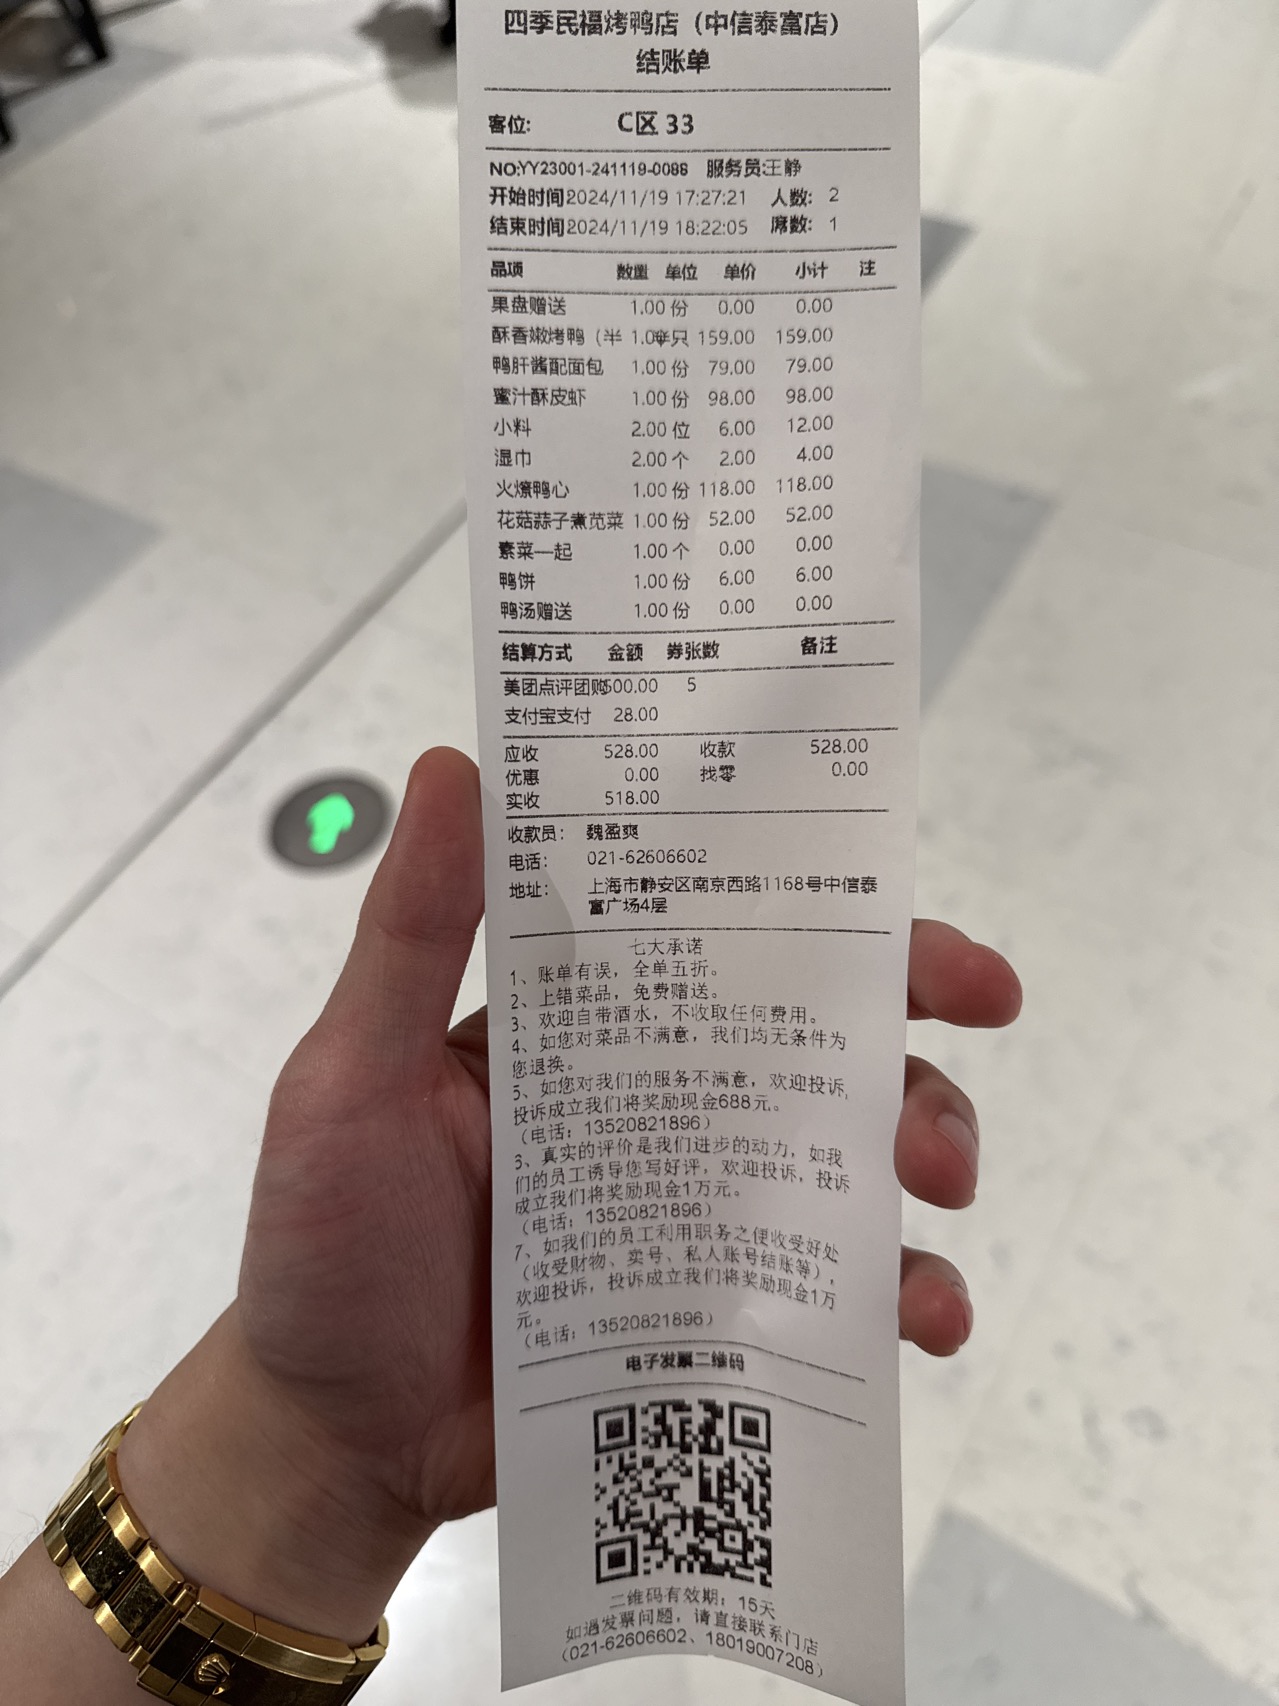 四季民福烤鸭店（中信泰富店）
结账单
客位: C区 33
NO:YY23001-241119-0086 服务员:王静
开始时间2024/11/19 17:27:21 人数: 2
结束时间2024/11/19 18:22:05 席数: 1
品项 数量 单位 单价 小计 注
果盘赠送 1.00 份 0.00 0.00
酥香嫩烤鸭（半 1.0半只 159.00 159.00
鸭肝酱配面包 1.00 份 79.00 79.00
蜜汁酥皮虾 1.00 份 98.00 98.00
小料 2.00 位 6.00 12.00
湿巾 2.00 个 2.00 4.00
火燎鸭心 1.00 份 118.00 118.00
花菇蒜子煮苋菜 1.00 份 52.00 52.00
素菜一起 1.00 个 0.00 0.00
鸭饼 1.00 份 6.00 6.00
鸭汤赠送 1.00 份 0.00 0.00
结算方式 金额 券张数 备注
美团点评团购500.00 5
支付宝支付 28.00
应收 528.00 收款 528.00
优惠 0.00 找零 0.00
实收 518.00
收款员: 魏盈爽
电话: 021-62606602
地址: 上海市静安区南京西路1168号中信泰
富广场4层
七大承诺
1、账单有误，全单五折。
2、上错菜品，免费赠送。
3、欢迎自带酒水，不收取任何费用。
4、如您对菜品不满意，我们均无条件为
您退换。
5、如您对我们的服务不满意，欢迎投诉，
投诉成立我们将奖励现金688元。
（电话：13520821896）
3、真实的评价是我们进步的动力，如我
们的员工诱导您写好评，欢迎投诉，投诉
成立我们将奖励现金1万元。
（电话：13520821896）
7、如我们的员工利用职务之便收受好处
（收受财物、卖号、私人账号结账等），
欢迎投诉，投诉成立我们将奖励现金1万
元。
（电话：13520821896）
电子发票二维码
二维码有效期：15天
如遇发票问题，请直接联系门店
（021-62606602、18019007208）